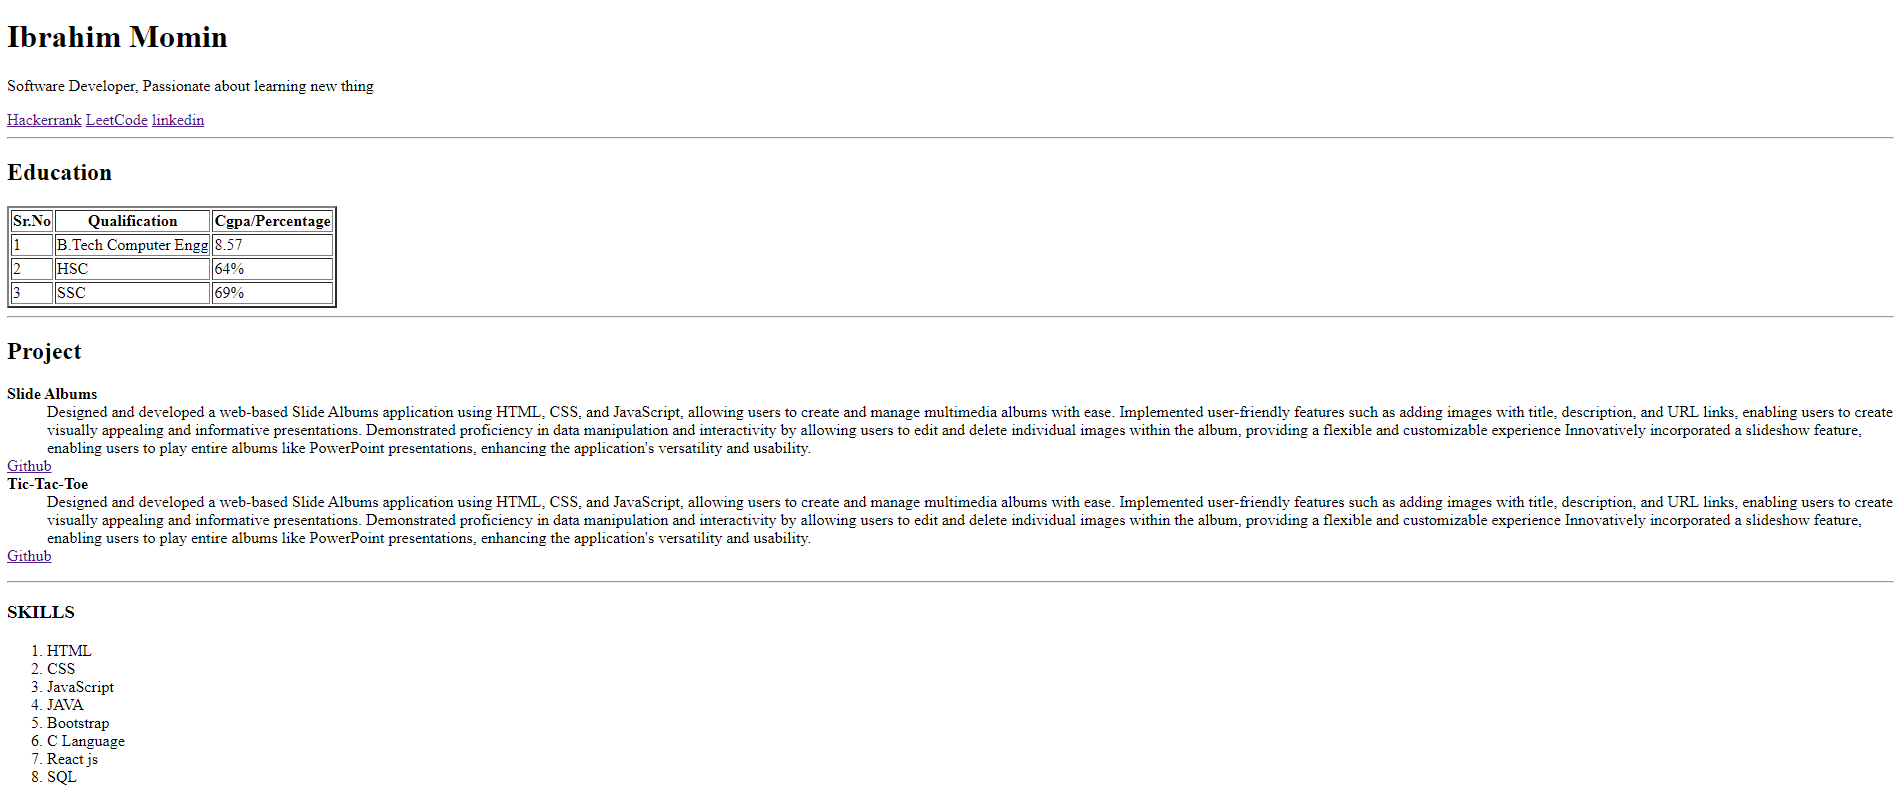 Ibrahim Momin
Software Developer, Passionate about learning new thing
Hackerrank LeetCode linkedin
Education
Sr.No Qualification Cgpa/Percentage
1 B.Tech Computer Engg 8.57
2 HSC 64%
3 SSC 69%
Project
Slide Albums
Designed and developed a web-based Slide Albums application using HTML, CSS, and JavaScript, allowing users to create and manage multimedia albums with ease. Implemented user-friendly features such as adding images with title, description, and URL links, enabling users to create
visually appealing and informative presentations. Demonstrated proficiency in data manipulation and interactivity by allowing users to edit and delete individual images within the album, providing a flexible and customizable experience Innovatively incorporated a slideshow feature,
enabling users to play entire albums like PowerPoint presentations, enhancing the application's versatility and usability.
Github
Tic-Tac-Toe
Designed and developed a web-based Slide Albums application using HTML, CSS, and JavaScript, allowing users to create and manage multimedia albums with ease. Implemented user-friendly features such as adding images with title, description, and URL links, enabling users to create
visually appealing and informative presentations. Demonstrated proficiency in data manipulation and interactivity by allowing users to edit and delete individual images within the album, providing a flexible and customizable experience Innovatively incorporated a slideshow feature,
enabling users to play entire albums like PowerPoint presentations, enhancing the application's versatility and usability.
Github
SKILLS
1. HTML
2. CSS
3. JavaScript
4. JAVA
5. Bootstrap
6. C Language
7. React js
8. SQL